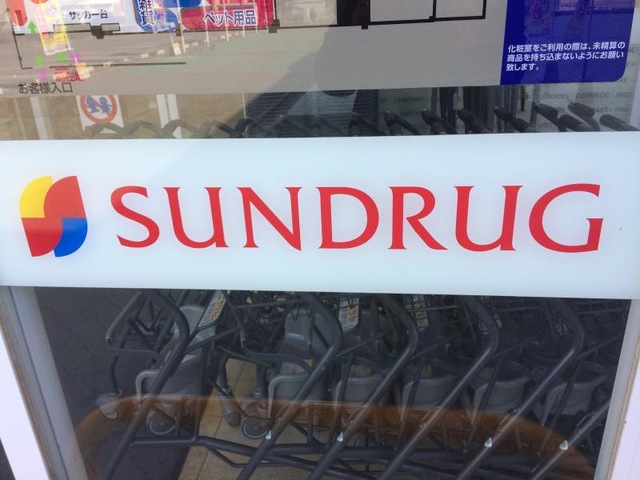 サッカー台
ペット用品
お客様入口
化粧室をご利用の際は、未精算の
商品を持ち込まないようにお願い
致します。
SUNDRUG